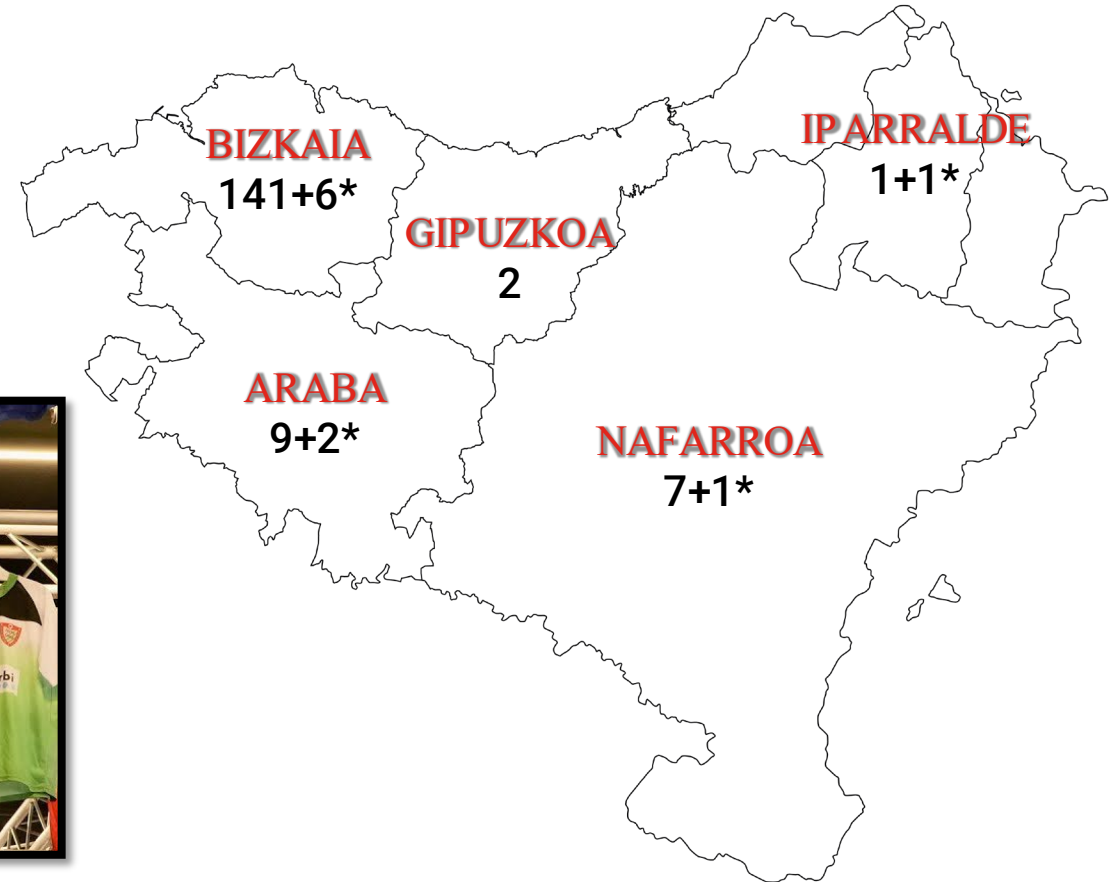 BIZKAIA
141+6*
IPARRALDE
1+1*
GIPUZKOA
2
ARABA
9+2*
NAFARROA
7+1*